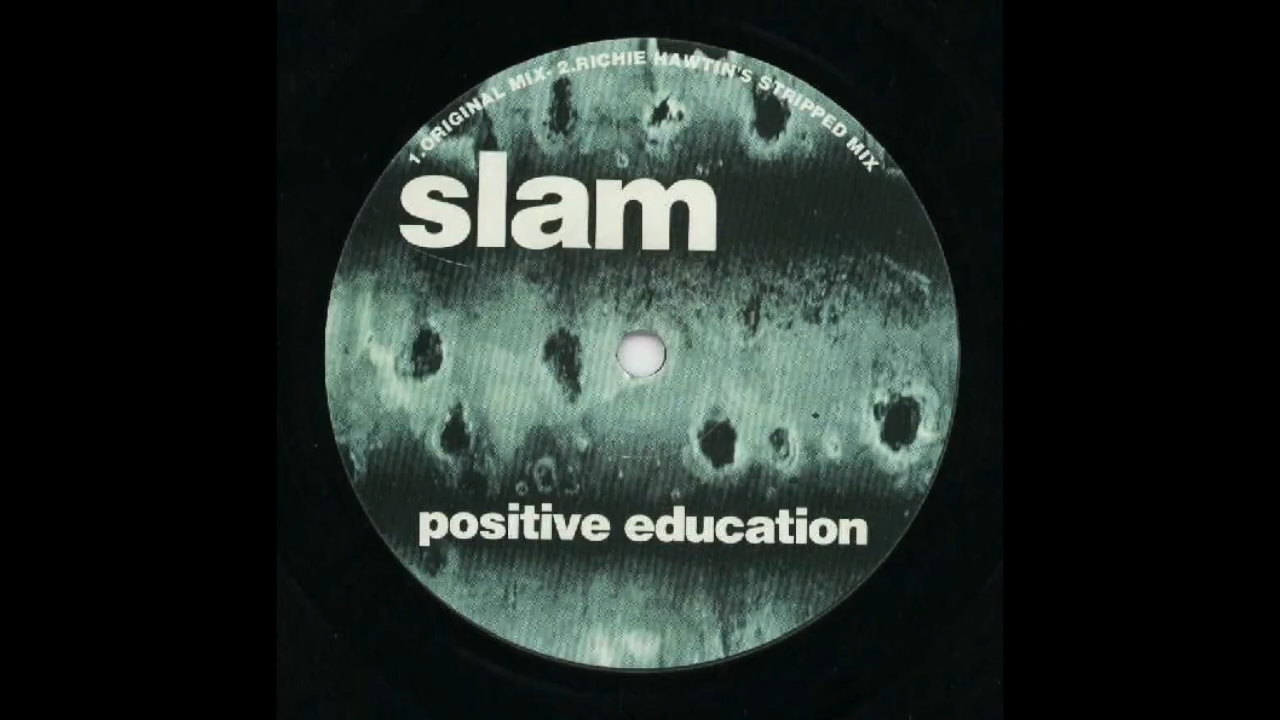 1.ORIGINAL MIX- 2.RICHIE HAWTIN'S STRIPPED MIX
slam
positive education